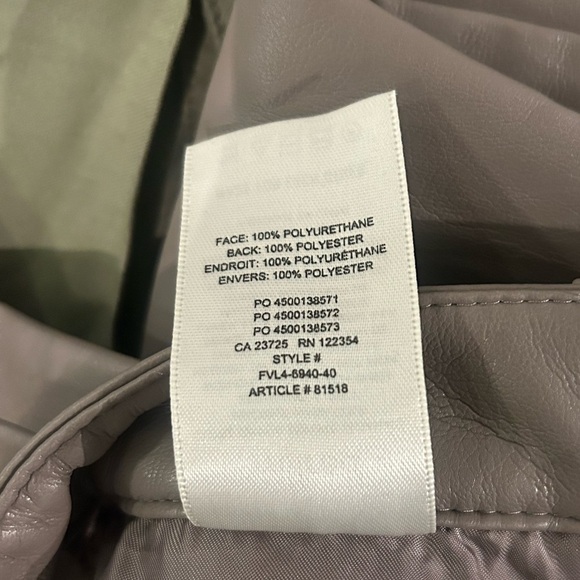 FACE: 100% POLYURETHANE
BACK: 100% POLYESTER
ENDROIT: 100% POLYURÉTHANE
ENVERS: 100% POLYESTER
PO 4500138571
PO 4500138572
PO 4500138573
CA 23725 RN 122354
STYLE #
FVL4-6940-40
ARTICLE # 81518